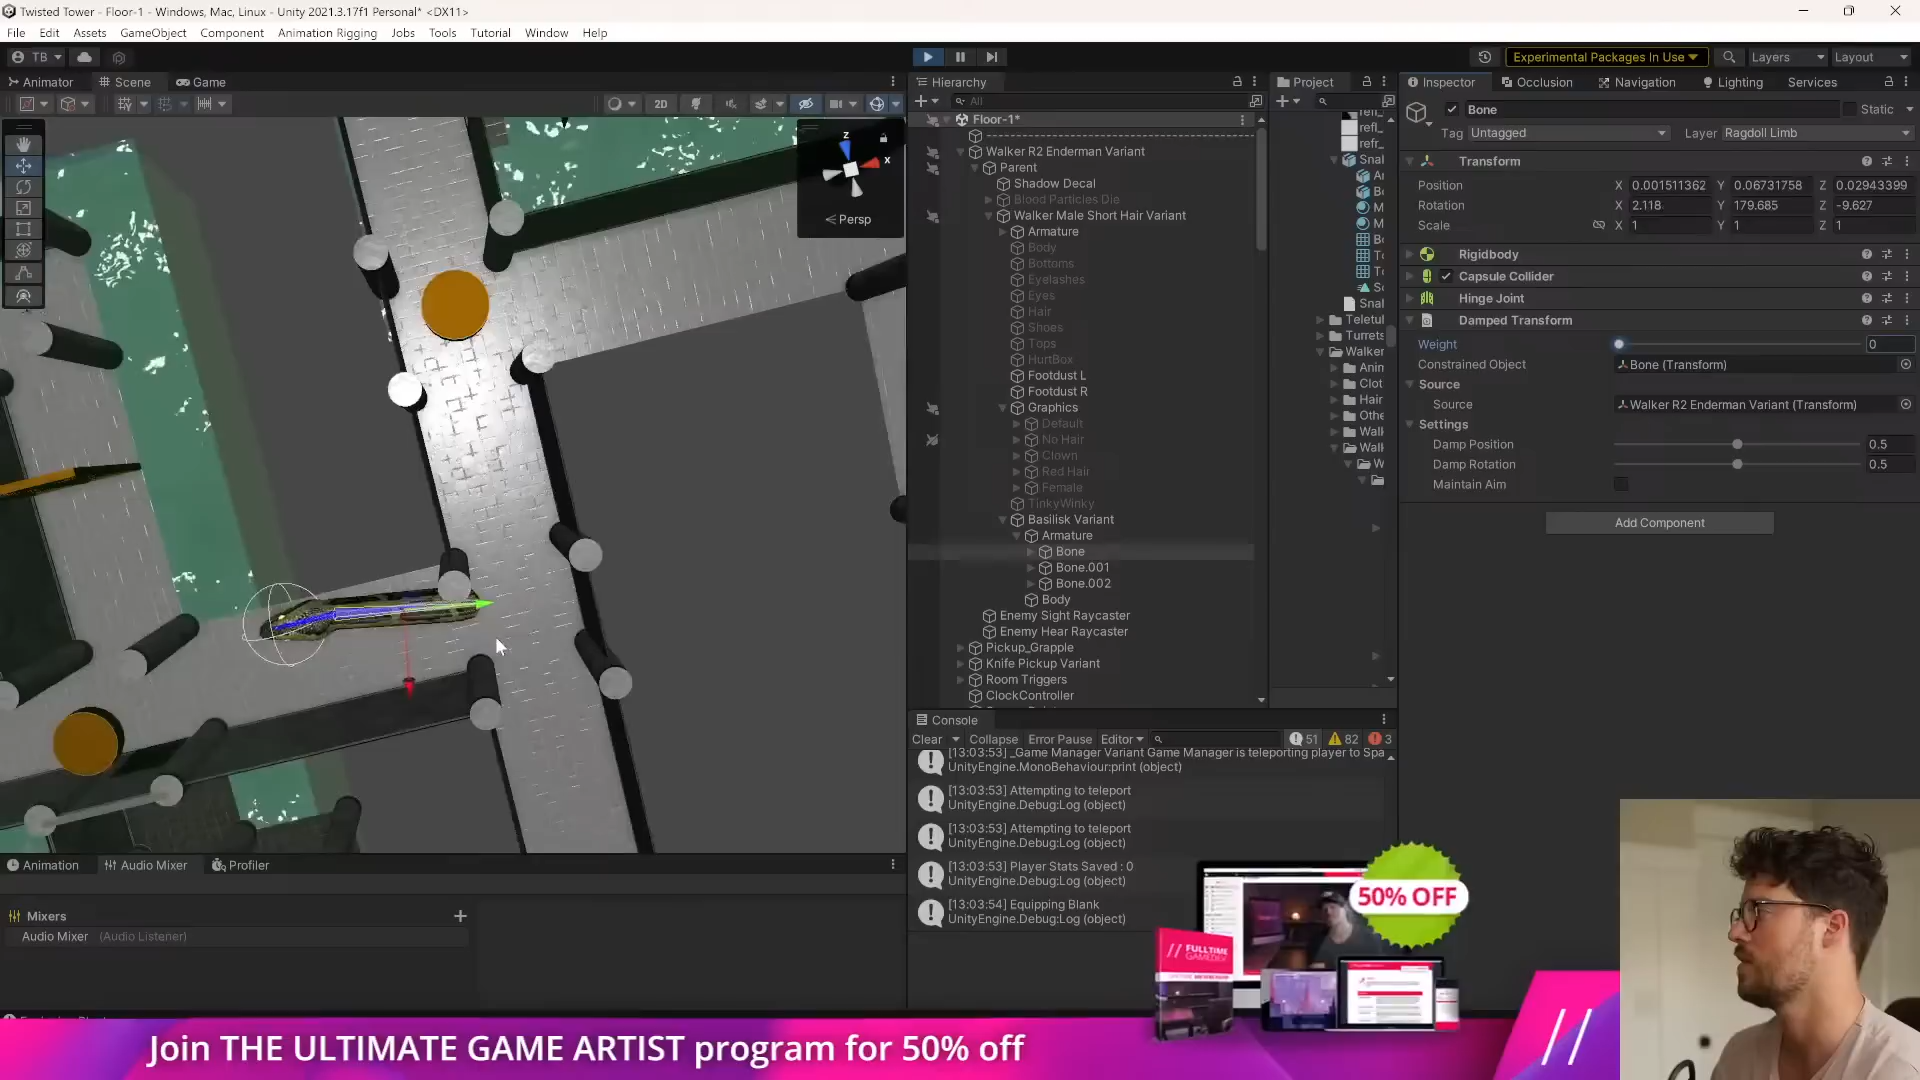 Twisted Tower - Floor-1 - Windows, Mac, Linux - Unity 2021.3.17f1 Personal* <DX11>
File Edit Assets GameObject Component Animation Rigging Jobs Tools Tutorial Window Help
TB
Experimental Packages In Use
Layers
Layout
Animator
Scene
Game
2D
z
x
Persp
Hierarchy
All
Floor-1*
Walker R2 Enderman Variant
Parent
Shadow Decal
Blood Particles Die
Walker Male Short Hair Variant
Armature
Body
Bottoms
Eyelashes
Eyes
Hair
Shoes
Tops
HurtBox
Footdust L
Footdust R
Graphics
Default
No Hair
Clown
Red Hair
Female
TinkyWinky
Basilisk Variant
Armature
Bone
Bone.001
Bone.002
Body
Enemy Sight Raycaster
Enemy Hear Raycaster
Pickup_Grapple
Knife Pickup Variant
Room Triggers
ClockController
Project
refl_
refr_
Snal
Snal
Teletul
Turrets
Walker
Anin
Clot
Hair
Othe
Walk
Walk
W
Inspector
Occlusion
Navigation
Lighting
Services
Bone
Static
Tag Untagged
Layer Ragdoll Limb
Transform
Position X 0.001511362 Y 0.06731758 Z 0.02943399
Rotation X 2.118 Y 179.685 Z -9.627
Scale X 1 Y 1 Z 1
Rigidbody
Capsule Collider
Hinge Joint
Damped Transform
Weight 0
Constrained Object Bone (Transform)
Source
Source Walker R2 Enderman Variant (Transform)
Settings
Damp Position 0.5
Damp Rotation 0.5
Maintain Aim
Add Component
Console
Clear Collapse Error Pause Editor 51 82 3
[13:03:53] _Game Manager Variant Game Manager is teleporting player to Spa
UnityEngine.MonoBehaviour:print (object)
[13:03:53] Attempting to teleport
UnityEngine.Debug:Log (object)
[13:03:53] Attempting to teleport
UnityEngine.Debug:Log (object)
[13:03:53] Player Stats Saved : 0
UnityEngine.Debug:Log (object)
[13:03:54] Equipping Blank
UnityEngine.Debug:Log (object)
Animation
Audio Mixer
Profiler
Mixers
Audio Mixer (Audio Listener)
50% OFF
// FULLTIME
GAMEDEV
Join THE ULTIMATE GAME ARTIST program for 50% off
//